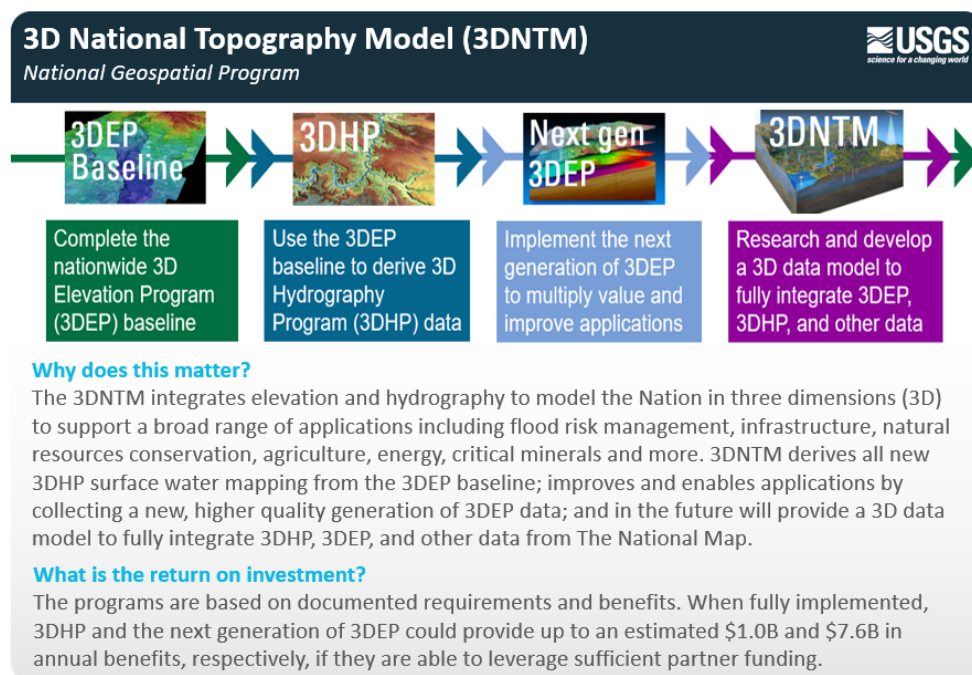 3D National Topography Model (3DNTM)
National Geospatial Program
USGS
science for a changing world
3DEP
Baseline
3DHP
Next gen
3DEP
3DNTM
Complete the
nationwide 3D
Elevation Program
(3DEP) baseline
Use the 3DEP
baseline to derive 3D
Hydrography
Program (3DHP) data
Implement the next
generation of 3DEP
to multiply value and
improve applications
Research and develop
a 3D data model to
fully integrate 3DEP,
3DHP, and other data
Why does this matter?
The 3DNTM integrates elevation and hydrography to model the Nation in three dimensions (3D)
to support a broad range of applications including flood risk management, infrastructure, natural
resources conservation, agriculture, energy, critical minerals and more. 3DNTM derives all new
3DHP surface water mapping from the 3DEP baseline; improves and enables applications by
collecting a new, higher quality generation of 3DEP data; and in the future will provide a 3D data
model to fully integrate 3DHP, 3DEP, and other data from The National Map.
What is the return on investment?
The programs are based on documented requirements and benefits. When fully implemented,
3DHP and the next generation of 3DEP could provide up to an estimated $1.0B and $7.6B in
annual benefits, respectively, if they are able to leverage sufficient partner funding.